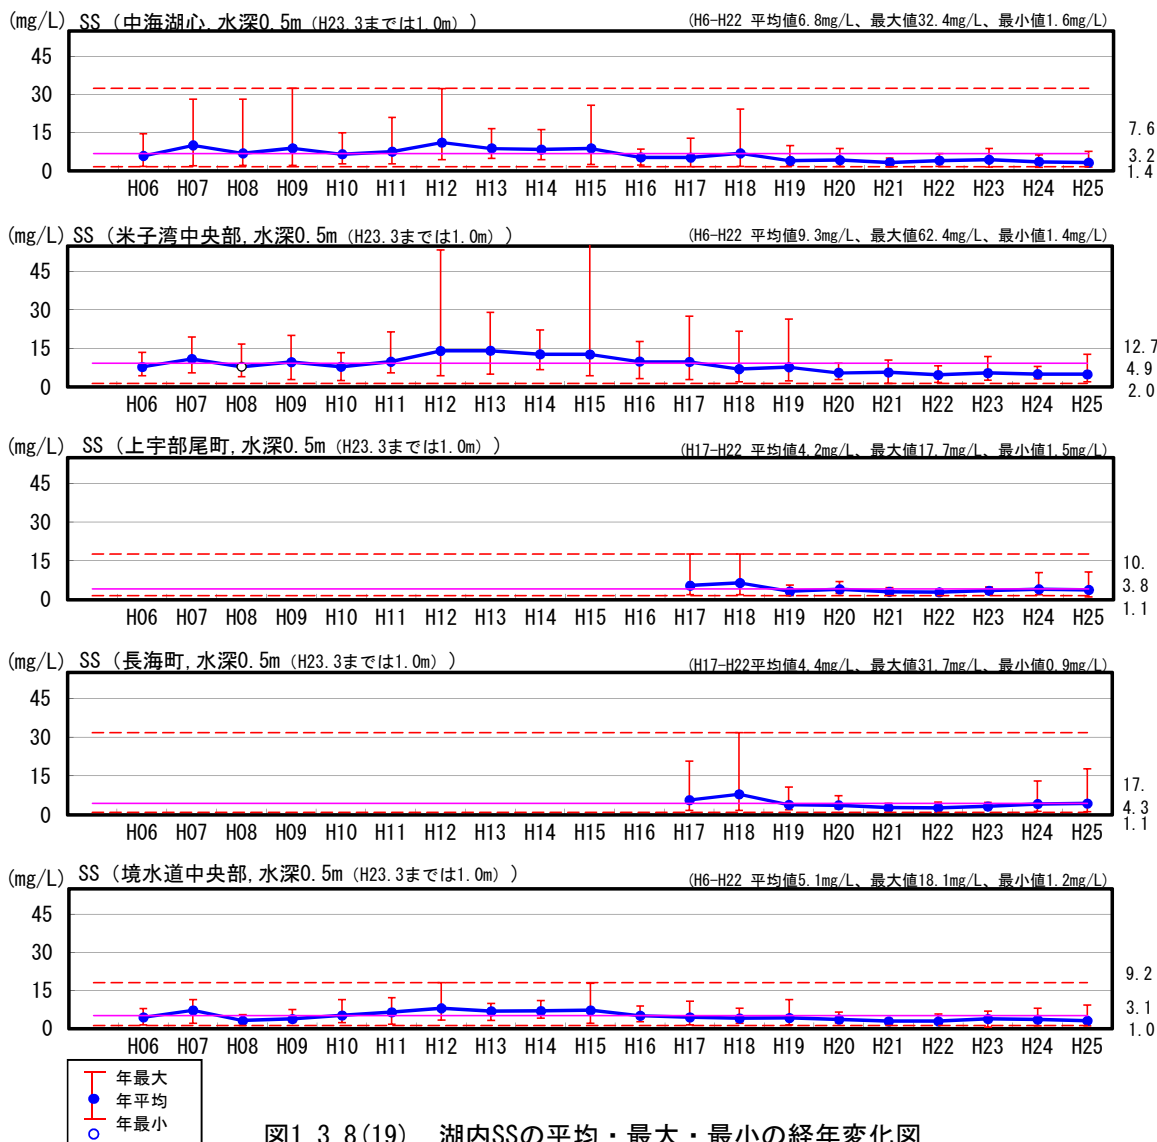 (mg/L) SS（中海湖心,水深0.5m（H23.3までは1.0m）） (H6-H22 平均値6.8mg/L、最大値32.4mg/L、最小値1.6mg/L)
45
30
15
0
7.6
3.2
1.4
H06 H07 H08 H09 H10 H11 H12 H13 H14 H15 H16 H17 H18 H19 H20 H21 H22 H23 H24 H25
(mg/L) SS（米子湾中央部,水深0.5m（H23.3までは1.0m）） (H6-H22 平均値9.3mg/L、最大値62.4mg/L、最小値1.4mg/L)
45
30
15
0
12.7
4.9
2.0
H06 H07 H08 H09 H10 H11 H12 H13 H14 H15 H16 H17 H18 H19 H20 H21 H22 H23 H24 H25
(mg/L) SS（上宇部尾町,水深0.5m（H23.3までは1.0m）） (H17-H22 平均値4.2mg/L、最大値17.7mg/L、最小値1.5mg/L)
45
30
15
0
10.
3.8
1.1
H06 H07 H08 H09 H10 H11 H12 H13 H14 H15 H16 H17 H18 H19 H20 H21 H22 H23 H24 H25
(mg/L) SS（長海町,水深0.5m（H23.3までは1.0m）） (H17-H22平均値4.4mg/L、最大値31.7mg/L、最小値0.9mg/L)
45
30
15
0
17.
4.3
1.1
H06 H07 H08 H09 H10 H11 H12 H13 H14 H15 H16 H17 H18 H19 H20 H21 H22 H23 H24 H25
(mg/L) SS（境水道中央部,水深0.5m（H23.3までは1.0m）） (H6-H22 平均値5.1mg/L、最大値18.1mg/L、最小値1.2mg/L)
45
30
15
0
9.2
3.1
1.0
H06 H07 H08 H09 H10 H11 H12 H13 H14 H15 H16 H17 H18 H19 H20 H21 H22 H23 H24 H25
年最大
年平均
年最小
図1.3.8(19) 湖内SSの平均・最大・最小の経年変化図